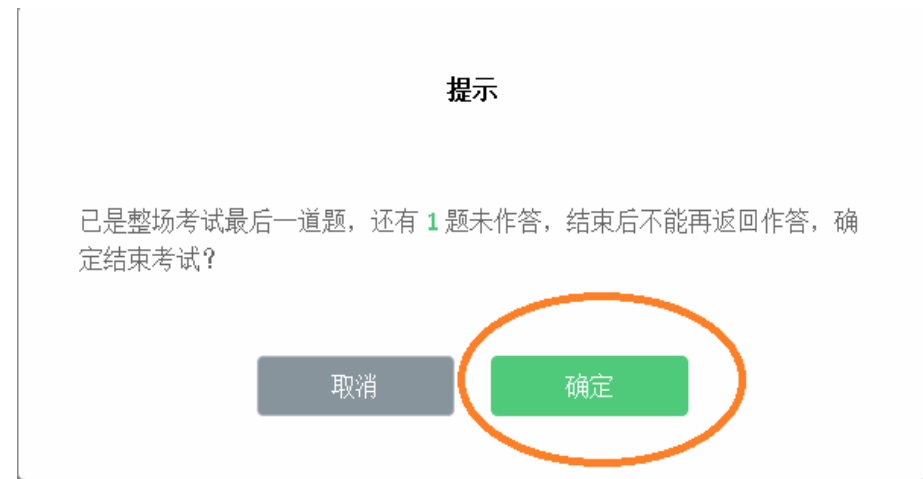 提示
已是整场考试最后一道题，还有 1 题未作答，结束后不能再返回作答，确
定结束考试？
取消
确定